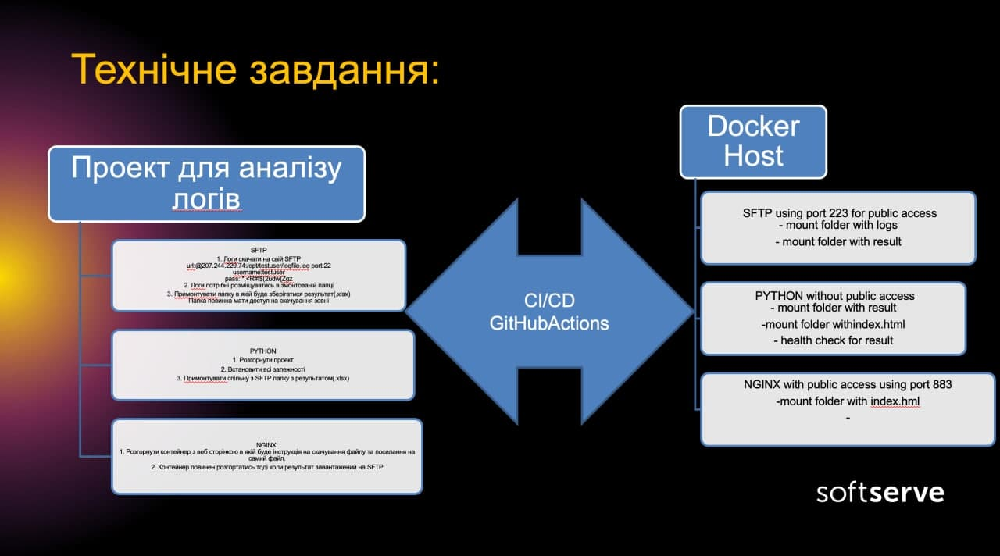 Технічне завдання:
Проект для аналізу
логів
SFTP
1. Логи скачати на свій SFTP
url:@207.244.229.74:/opt/testuser/logfile.log port:22
username:testuser
pass:
2. Логи потрібні розміщуватись в змонтованій папці
3. Примонтувати папку в якій буде зберігатися результат(.xlsx)
Папка повинна мати доступ на скачування зовні
PYTHON
1. Розгорнути проект
2. Встановити всі залежності
3. Примонтувати спільну з SFTP папку з результатом(.xlsx)
NGINX:
1. Розгорнути контейнер з веб сторінкою в якій буде інструкція на скачування файлу та посилання на
самий файл.
2. Контейнер повинен розгортатись тоді коли результат завантажений на SFTP
CI/CD
GitHubActions
Docker
Host
SFTP using port 223 for public access
- mount folder with logs
- mount folder with result
PYTHON without public access
- mount folder with result
-mount folder withindex.html
- health check for result
NGINX with public access using port 883
-mount folder with index.hml
-
softserve